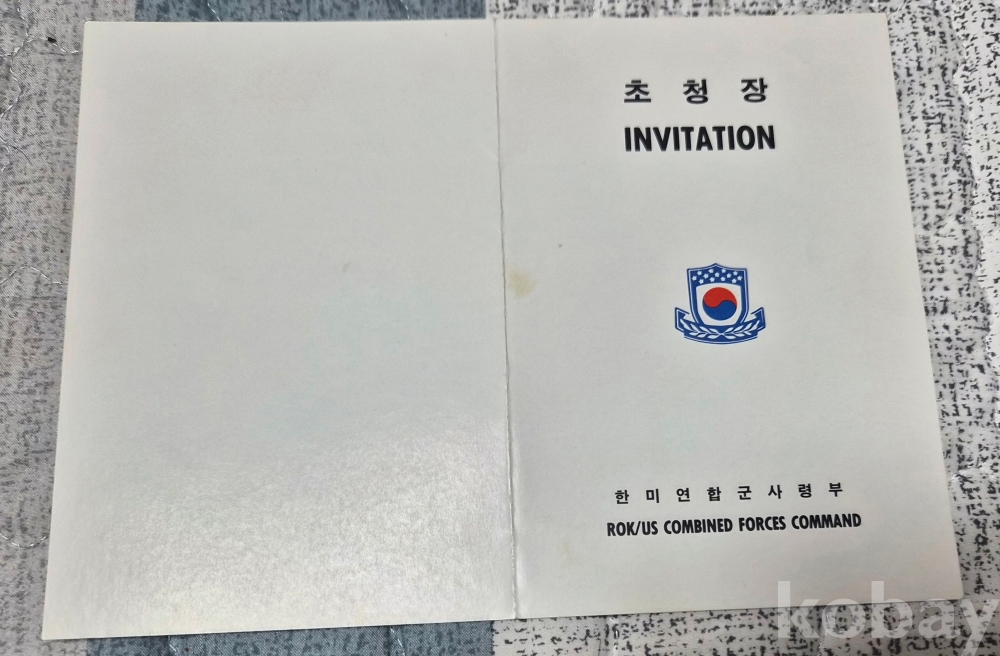 초 청 장
INVITATION
한 미 연 합 군 사 령 부
ROK/US COMBINED FORCES COMMAND
kobay